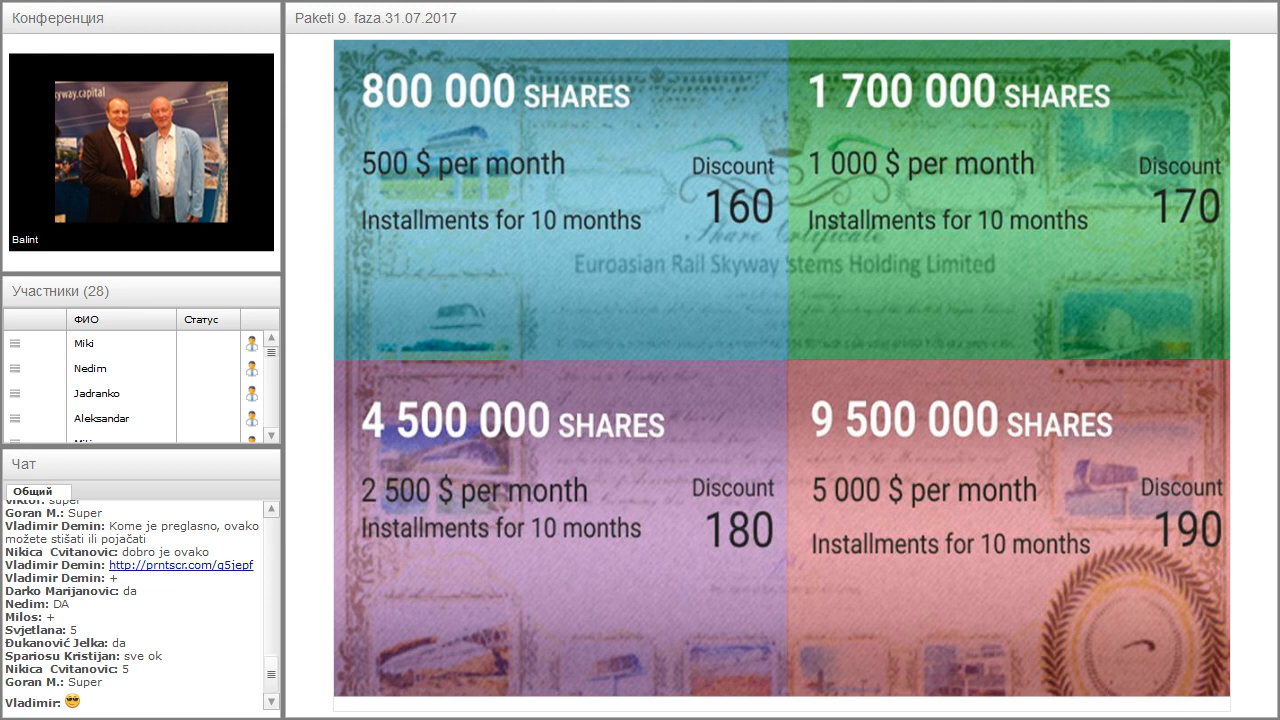 Конференция
skyway.capital
Balint
Участники (28)
ФИО
Статус
Miki
Nedim
Jadranko
Aleksandar
Чат
Общий
Viktor: super
Goran M.: Super
Vladimir Demin: Kome je preglasno, ovako
možete stišati ili pojačati
Nikica Cvitanovic: dobro je ovako
Vladimir Demin: http://prntscr.com/g5jepf
Vladimir Demin: +
Darko Marijanovic: da
Nedim: DA
Milos: +
Svjetlana: 5
Đukanović Jelka: da
Spariosu Kristijan: sve ok
Nikica Cvitanovic: 5
Goran M.: Super
Vladimir:
Paketi 9. faza.31.07.2017
800 000 SHARES
500 $ per month
Discount
160
Installments for 10 months
1 700 000 SHARES
1 000 $ per month
Discount
170
Installments for 10 months
Share Certificate
Euroasian Rail Skyway stems Holding Limited
4 500 000 SHARES
2 500 $ per month
Discount
180
Installments for 10 months
9 500 000 SHARES
5 000 $ per month
Discount
190
Installments for 10 months